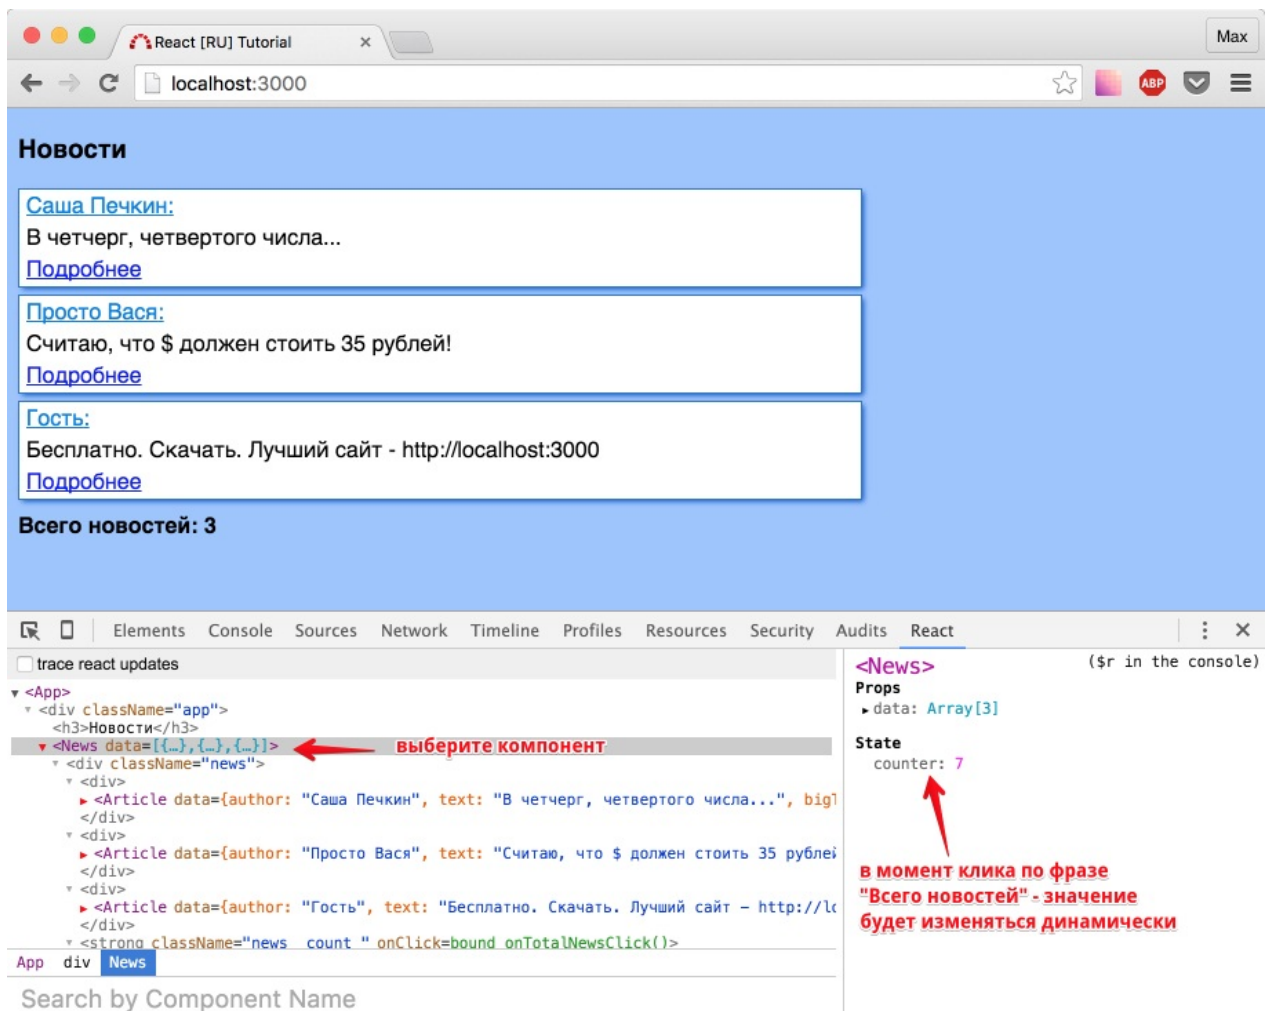 React [RU] Tutorial
Max
localhost:3000
ABP
Новости
Саша Печкин:
В четчерг, четвертого числа...
Подробнее
Просто Вася:
Считаю, что $ должен стоить 35 рублей!
Подробнее
Гость:
Бесплатно. Скачать. Лучший сайт - http://localhost:3000
Подробнее
Всего новостей: 3
Elements Console Sources Network Timeline Profiles Resources Security Audits React
trace react updates
<App>
<div className="app">
<h3>Новости</h3>
<News data=[{…},{…},{…}]>
выберите компонент
<div className="news">
<div>
<Article data={author: "Саша Печкин", text: "В четчерг, четвертого числа...", bigT
</div>
<div>
<Article data={author: "Просто Вася", text: "Считаю, что $ должен стоить 35 рублей
</div>
<div>
<Article data={author: "Гость", text: "Бесплатно. Скачать. Лучший сайт – http://lo
</div>
<strong className="news__count " onClick=bound onTotalNewsClick()>
App div News
Search by Component Name
<News> ($r in the console)
Props
data: Array[3]
State
counter: 7
в момент клика по фразе
"Всего новостей" - значение
будет изменяться динамически